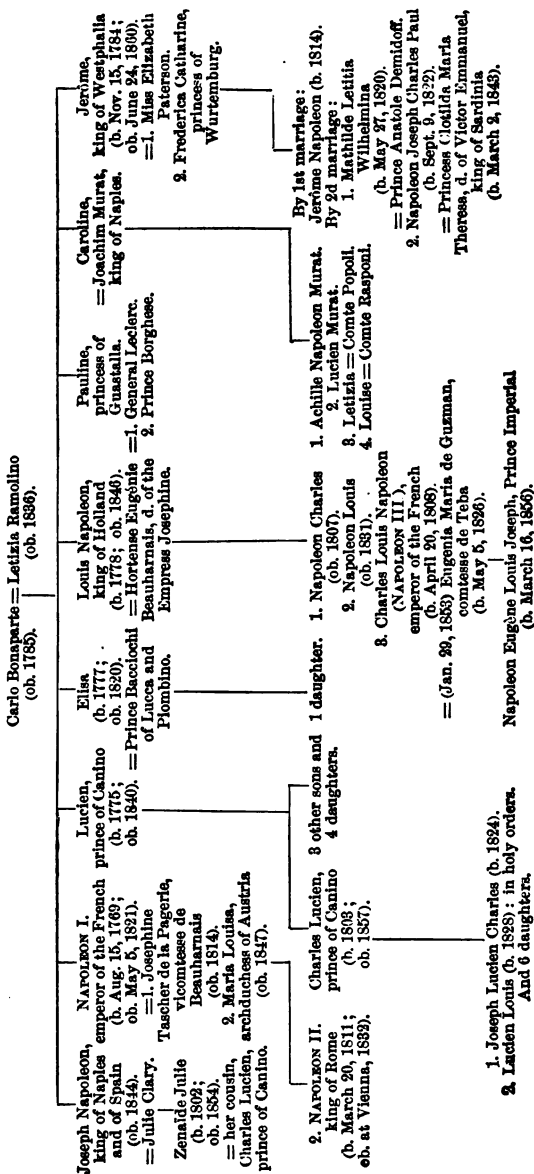 Carlo Bonaparte = Letizia Ramolino
(ob. 1785).
(ob. 1836).
Joseph Napoleon,
king of Naples
and of Spain
(ob. 1844).
= Julie Clary.
Zenaïde Julie
(b. 1802;
ob. 1854).
= her cousin,
Charles Lucien,
prince of Canino.
NAPOLEON I.
emperor of the French
(b. Aug. 15, 1769;
ob. May 5, 1821).
= 1. Josephine
Tascher de la Pagerie,
vicomtesse de
Beauharnais
(ob. 1814).
2. Maria Louisa,
archduchess of Austria
(ob. 1847).
2. NAPOLEON II.
king of Rome
(b. March 20, 1811;
ob. at Vienna, 1832).
Lucien,
prince of Canino
(b. 1775;
ob. 1840).
Charles Lucien,
prince of Canino
(b. 1803;
ob. 1857).
1. Joseph Lucien Charles (b. 1824).
2. Lucien Louis (b. 1828): in holy orders.
And 6 daughters.
3 other sons and
4 daughters.
Elisa
(b. 1777;
ob. 1820).
= Prince Bacciochi
of Lucca and
Piombino.
1 daughter.
Louis Napoleon,
king of Holland
(b. 1778; ob. 1846).
= Hortense Eugénie
Beauharnais, d. of the
Empress Josephine.
1. Napoleon Charles
(ob. 1807).
2. Napoleon Louis
(ob. 1831).
3. Charles Louis Napoleon
(NAPOLEON III),
emperor of the French
(b. April 20, 1808).
= (Jan. 29, 1853) Eugenia Maria de Guzman,
comtesse de Teba
(b. May 5, 1826).
Napoleon Eugène Louis Joseph, Prince Imperial
(b. March 16, 1856).
Pauline,
princess of
Guastalla.
= 1. General Leclerc.
2. Prince Borghese.
Caroline,
= Joachim Murat,
king of Naples.
1. Achille Napoleon Murat.
2. Lucien Murat.
3. Letizia = Comte Popoli.
4. Louise = Comte Rasponi.
Jerôme,
king of Westphalia
(b. Nov. 15, 1784;
ob. June 24, 1860).
= 1. Miss Elizabeth
Paterson.
2. Frederica Catharine,
princess of
Wurtemburg.
By 1st marriage:
Jerôme Napoleon (b. 1814).
By 2d marriage:
1. Mathilde Letitia
Wilhelmina
(b. May 27, 1820).
= Prince Anatole Demidoff.
2. Napoleon Joseph Charles Paul
(b. Sept. 9, 1822).
= Princess Clotilda Maria
Theresa, d. of Victor Emmanuel,
king of Sardinia
(b. March 2, 1843).